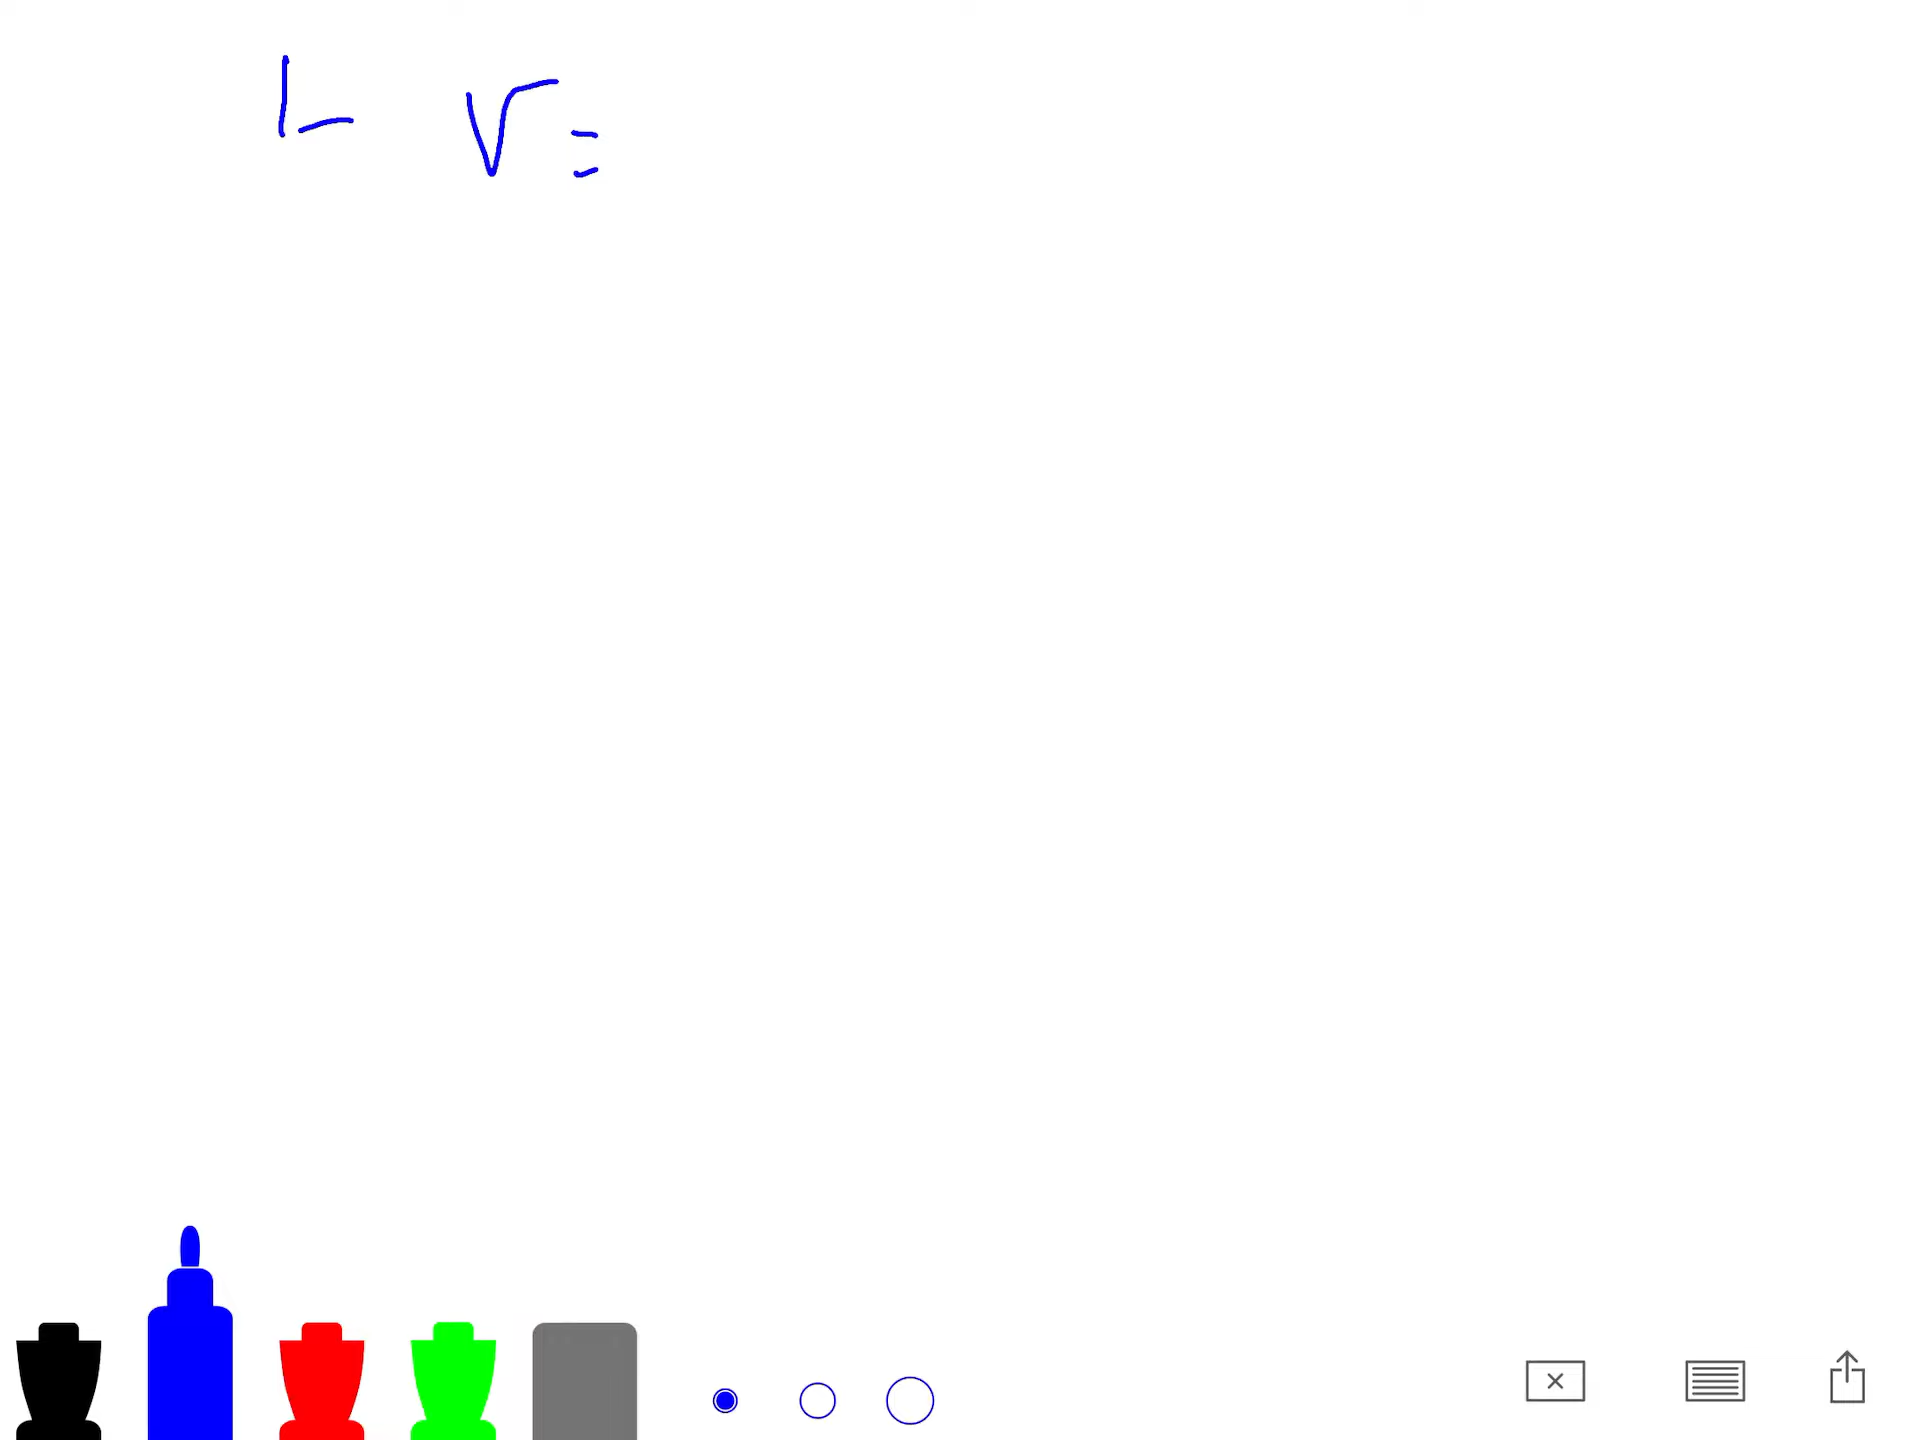 L V =